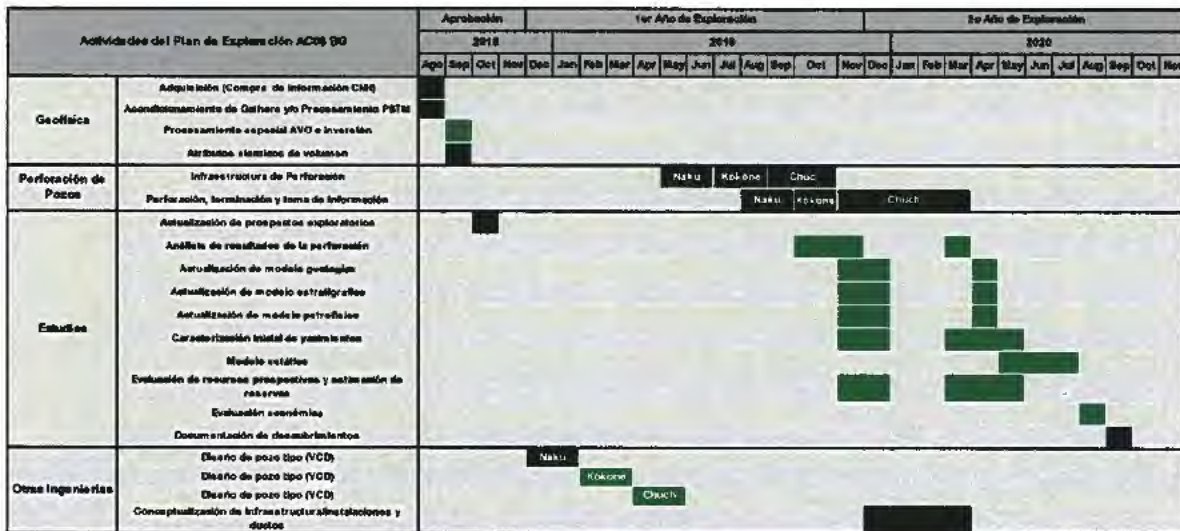 Actividades del Plan de Exploración AC06 BG
Aprobación 1er Año de Exploración 2o Año de Exploración
2018 2019 2020
Ago Sep Oct Nov Dec Jan Feb Mar Apr May Jun Jul Aug Sep Oct Nov Dec Jan Feb Mar Apr May Jun Jul Aug Sep Oct Nov
Geofísica
Adquisición (Compra de información CNH)
Acondicionamiento de Gathers y/o Procesamiento PSTM
Procesamiento especial AVO e inversión
Atributos sísmicos de volumen
Perforación de
Pozos
Infraestructura de Perforación Naku Kokone Chuc
Perforación, terminación y toma de información Naku Kokone Chuch
Estudios
Actualización de prospectos exploratorios
Análisis de resultados de la perforación
Actualización de modelo geologico
Actualización de modelo estratigrafico
Actualización de modelo petrofisico
Caracterización inicial de yacimientos
Modelo estático
Evaluación de recursos prospectivos y estimación de
reservas
Evaluación económica
Documentación de descubrimientos
Otras Ingenierías
Diseño de pozo tipo (VCD) Naku
Diseño de pozo tipo (VCD) Kokone
Diseño de pozo tipo (VCD) Chuch
Conceptualización de infraestructura/instalaciones y
ductos